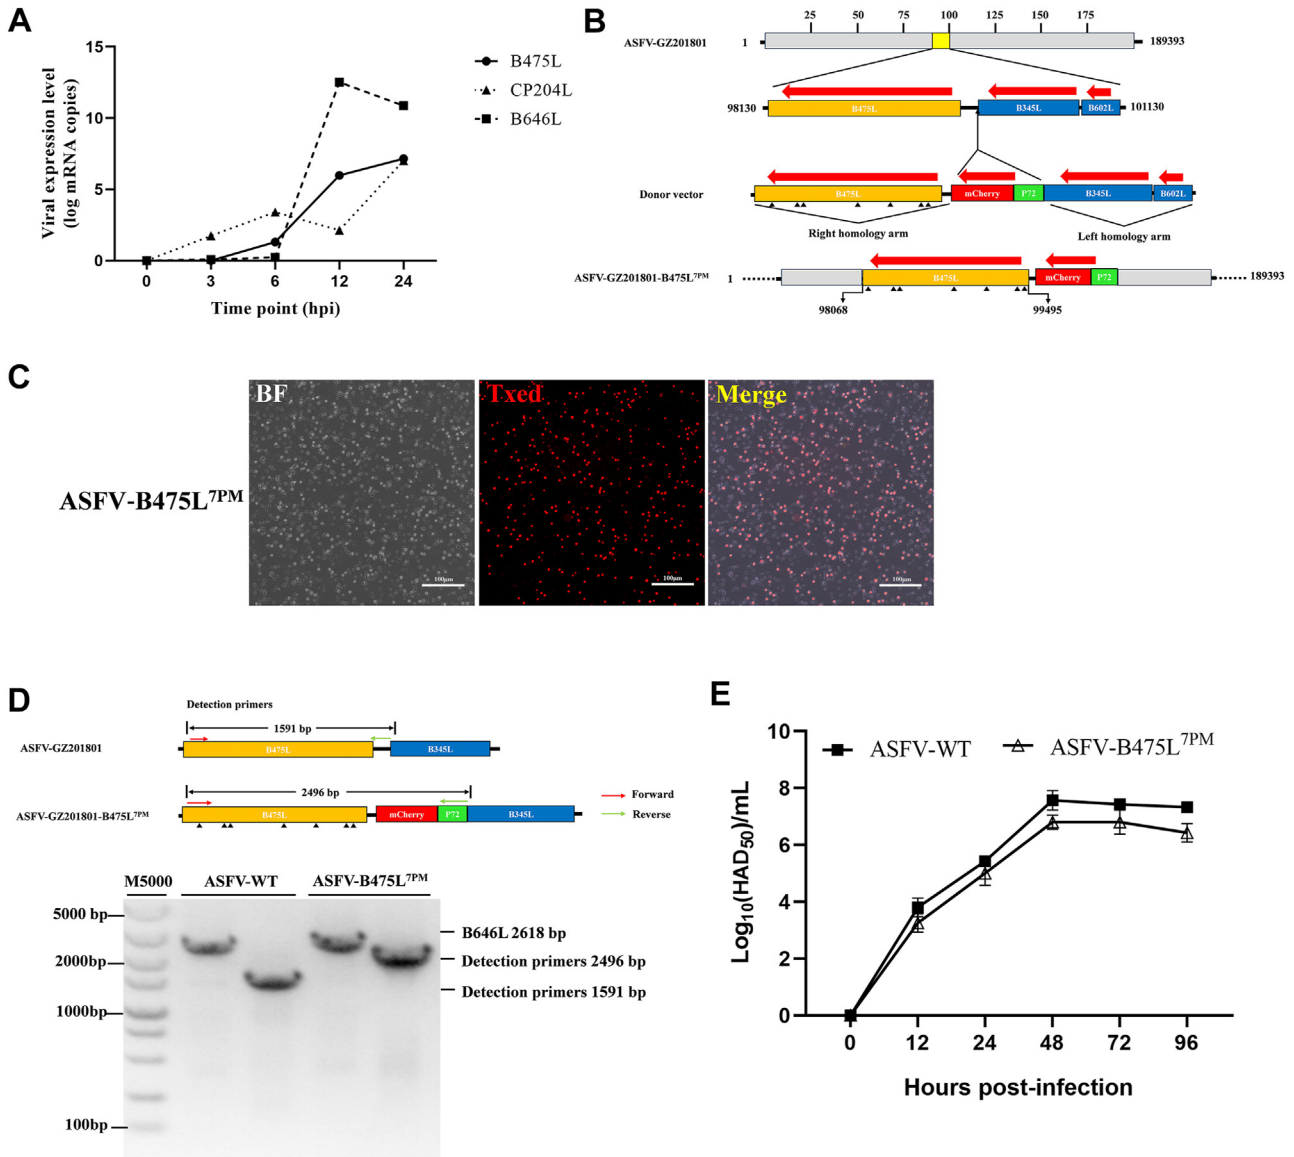 A
15
10
5
0
0
3
6
12
24
Viral expression level
(log mRNA copies)
Time point (hpi)
B475L
CP204L
B646L
B
25 50 75 100 125 150 175
ASFV-GZ201801 1 189393
98130 B475L B345L B602L 101130
Donor vector B475L mCherry P72 B345L B602L
Right homology arm Left homology arm
ASFV-GZ201801-B475L7PM 1 B475L mCherry P72 189393
98068 99495
C
ASFV-B475L7PM
BF
100μm
Txed
100μm
Merge
100μm
D
Detection primers
1591 bp
ASFV-GZ201801 B475L B345L
2496 bp
ASFV-GZ201801-B475L7PM B475L mCherry P72 B345L
Forward
Reverse
M5000 ASFV-WT ASFV-B475L7PM
5000 bp
2000bp
1000bp
100bp
B646L 2618 bp
Detection primers 2496 bp
Detection primers 1591 bp
E
ASFV-WT ASFV-B475L7PM
Log10(HAD50)/mL
10
8
6
4
2
0
0 12 24 48 72 96
Hours post-infection